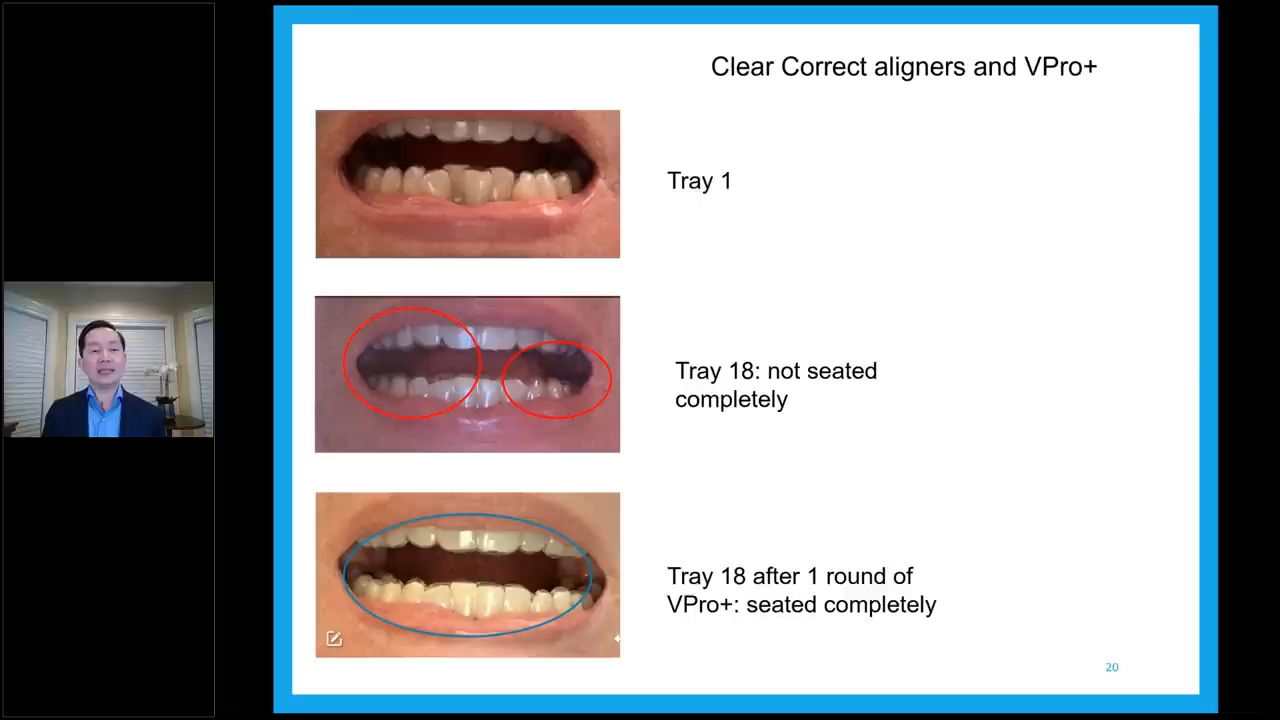 Clear Correct aligners and VPro+
Tray 1
Tray 18: not seated
completely
Tray 18 after 1 round of
VPro+: seated completely
20